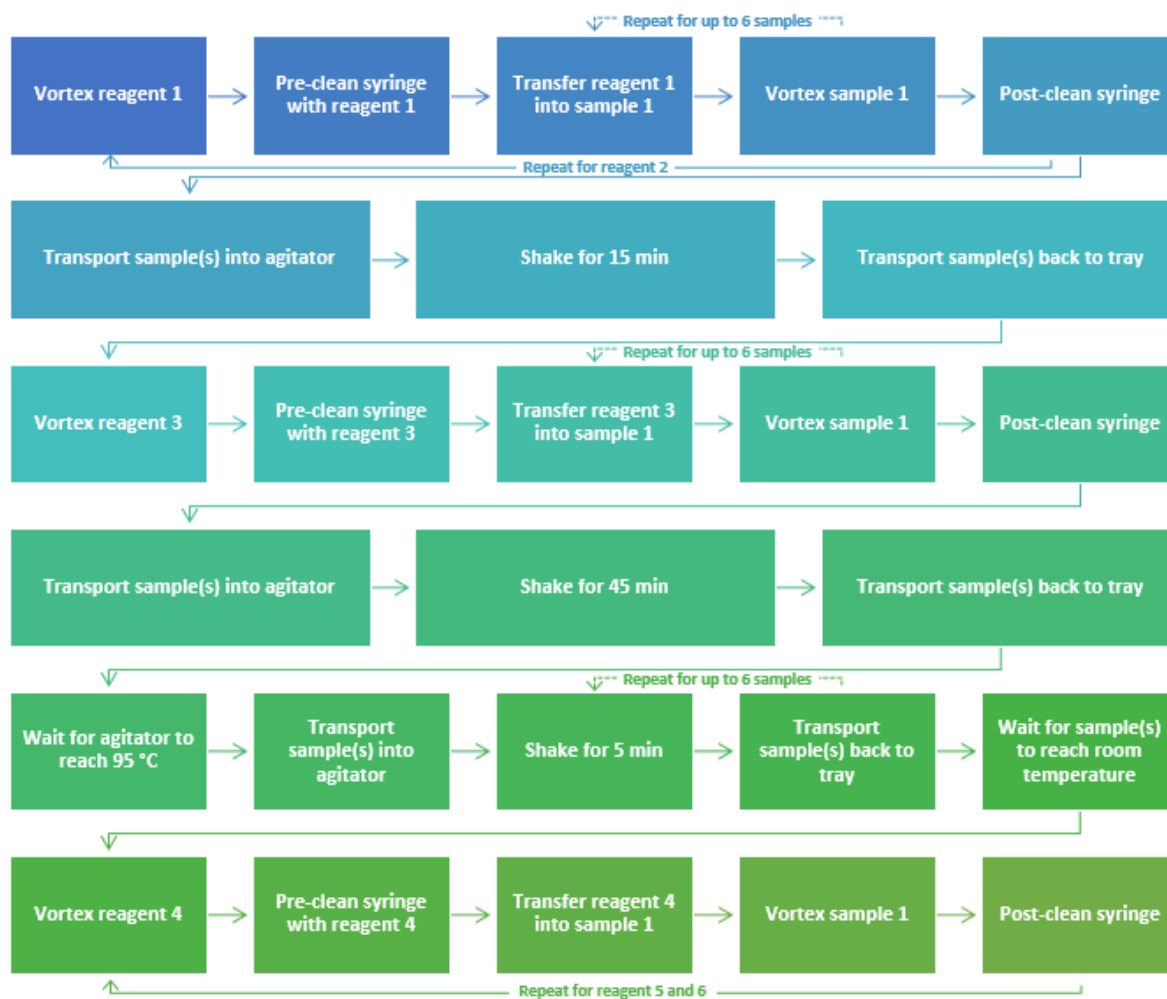 Repeat for up to 6 samples
Vortex reagent 1
Pre-clean syringe
with reagent 1
Transfer reagent 1
into sample 1
Vortex sample 1
Post-clean syringe
Repeat for reagent 2
Transport sample(s) into agitator
Shake for 15 min
Transport sample(s) back to tray
Repeat for up to 6 samples
Vortex reagent 3
Pre-clean syringe
with reagent 3
Transfer reagent 3
into sample 1
Vortex sample 1
Post-clean syringe
Transport sample(s) into agitator
Shake for 45 min
Transport sample(s) back to tray
Repeat for up to 6 samples
Wait for agitator to
reach 95 °C
Transport
sample(s) into
agitator
Shake for 5 min
Transport
sample(s) back to
tray
Wait for sample(s)
to reach room
temperature
Vortex reagent 4
Pre-clean syringe
with reagent 4
Transfer reagent 4
into sample 1
Vortex sample 1
Post-clean syringe
Repeat for reagent 5 and 6